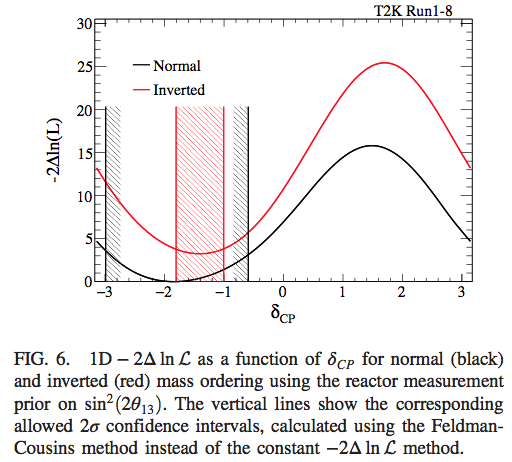 T2K Run1-8
30
25
20
15
10
5
0
-2Δln(L)
Normal
Inverted
−3 −2 −1 0 1 2 3
δCP
FIG. 6. 1D − 2Δ ln ℒ as a function of δCP for normal (black)
and inverted (red) mass ordering using the reactor measurement
prior on sin²(2θ₁₃). The vertical lines show the corresponding
allowed 2σ confidence intervals, calculated using the Feldman-
Cousins method instead of the constant −2Δ ln ℒ method.